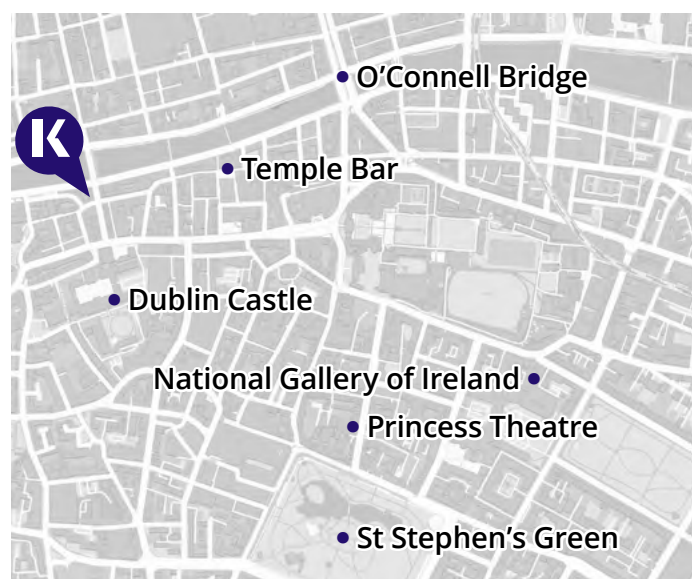 O'Connell Bridge
K
Temple Bar
Dublin Castle
National Gallery of Ireland
Princess Theatre
St Stephen's Green